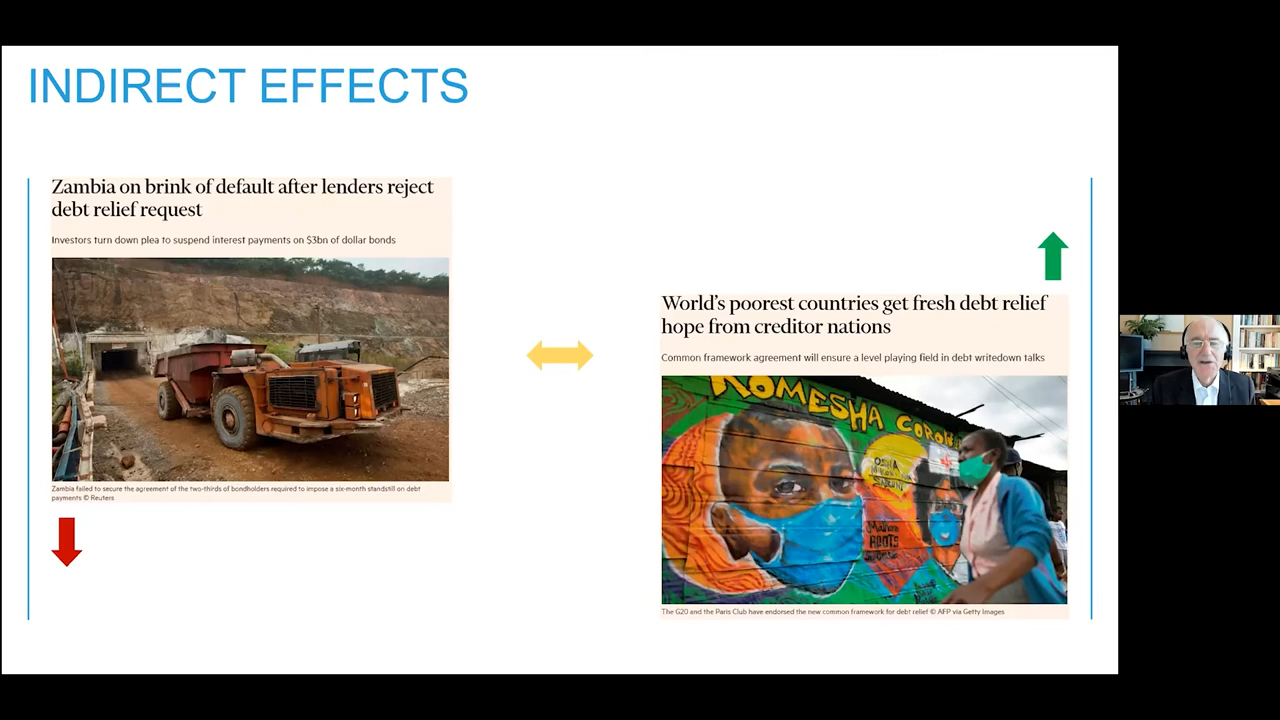 INDIRECT EFFECTS
Zambia on brink of default after lenders reject
debt relief request
Investors turn down plea to suspend interest payments on $3bn of dollar bonds
Zambia failed to secure the agreement of the two-thirds of bondholders required to impose a six-month standstill on debt
payments © Reuters
World's poorest countries get fresh debt relief
hope from creditor nations
Common framework agreement will ensure a level playing field in debt writedown talks
KOMESHA CORON
ROOTS
The G20 and the Paris Club have endorsed the new common framework for debt relief © AFP via Getty Images